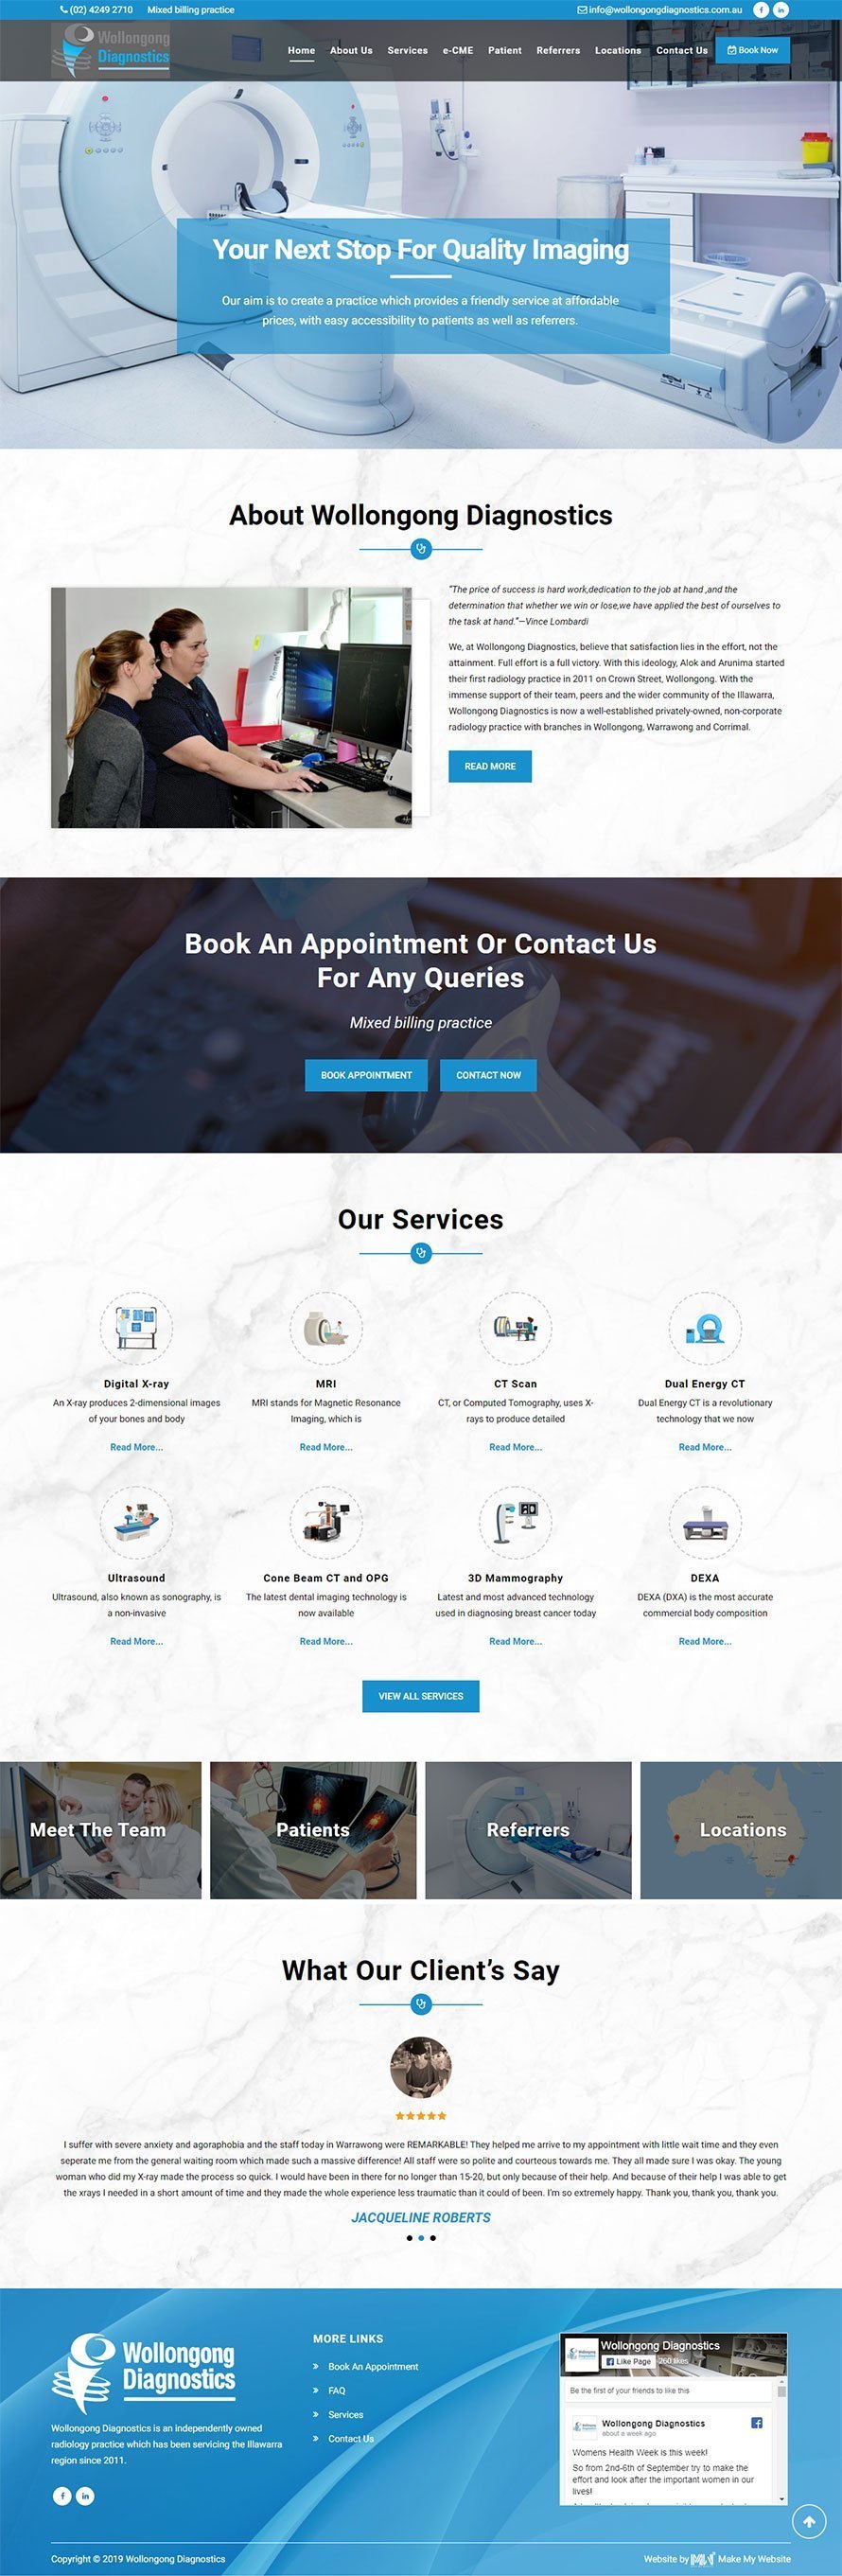 (02) 4249 2710 Mixed billing practice info@wollongongdiagnostics.com.au
Wollongong
Diagnostics
Home About Us Services e-CME Patient Referrers Locations Contact Us Book Now
Your Next Stop For Quality Imaging
Our aim is to create a practice which provides a friendly service at affordable
prices, with easy accessibility to patients as well as referrers.
About Wollongong Diagnostics
"The price of success is hard work,dedication to the job at hand ,and the
determination that whether we win or lose,we have applied the best of ourselves to
the task at hand."—Vince Lombardi
We, at Wollongong Diagnostics, believe that satisfaction lies in the effort, not the
attainment. Full effort is a full victory. With this ideology, Alok and Arunima started
their first radiology practice in 2011 on Crown Street, Wollongong. With the
immense support of their team, peers and the wider community of the Illawarra,
Wollongong Diagnostics is now a well-established privately-owned, non-corporate
radiology practice with branches in Wollongong, Warrawong and Corrimal.
READ MORE
Book An Appointment Or Contact Us
For Any Queries
Mixed billing practice
BOOK APPOINTMENT CONTACT NOW
Our Services
Digital X-ray
An X-ray produces 2-dimensional images
of your bones and body
Read More...
MRI
MRI stands for Magnetic Resonance
Imaging, which is
Read More...
CT Scan
CT, or Computed Tomography, uses X-
rays to produce detailed
Read More...
Dual Energy CT
Dual Energy CT is a revolutionary
technology that we now
Read More...
Ultrasound
Ultrasound, also known as sonography, is
a non-invasive
Read More...
Cone Beam CT and OPG
The latest dental imaging technology is
now available
Read More...
3D Mammography
Latest and most advanced technology
used in diagnosing breast cancer today
Read More...
DEXA
DEXA (DXA) is the most accurate
commercial body composition
Read More...
VIEW ALL SERVICES
Meet The Team
Patients
Referrers
Locations
What Our Client's Say
I suffer with severe anxiety and agoraphobia and the staff today in Warrawong were REMARKABLE! They helped me arrive to my appointment with little wait time and they even
seperate me from the general waiting room which made such a massive difference! All staff were so polite and courteous towards me. They all made sure I was okay. The young
woman who did my X-ray made the process so quick. I would have been in there for no longer than 15-20, but only because of their help. And because of their help I was able to get
the xrays I needed in a short amount of time and they made the whole experience less traumatic than it could of been. I'm so extremely happy. Thank you, thank you, thank you.
JACQUELINE ROBERTS
Wollongong
Diagnostics
Wollongong Diagnostics is an independently owned
radiology practice which has been servicing the Illawarra
region since 2011.
MORE LINKS
Book An Appointment
FAQ
Services
Contact Us
Wollongong Diagnostics
Like Page 260 likes
Be the first of your friends to like this
Wollongong Diagnostics
about a week ago
Womens Health Week is this week!
So from 2nd-6th of September try to make the
effort and look after the important women in our
lives!
Copyright © 2019 Wollongong Diagnostics
Website by Make My Website